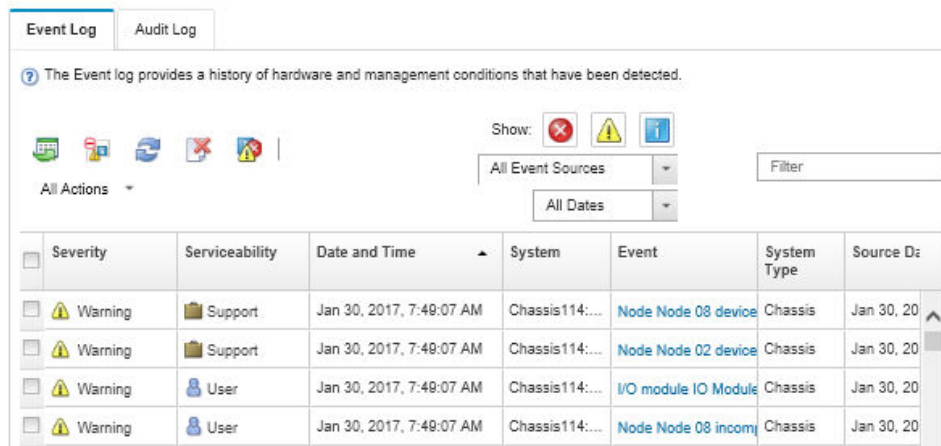 Event Log
Audit Log
The Event log provides a history of hardware and management conditions that have been detected.
Show:
All Event Sources
Filter
All Actions
All Dates
Severity Serviceability Date and Time System Event System Type Source Da
Warning Support Jan 30, 2017, 7:49:07 AM Chassis114:... Node Node 08 device Chassis Jan 30, 20
Warning Support Jan 30, 2017, 7:49:07 AM Chassis114:... Node Node 02 device Chassis Jan 30, 20
Warning User Jan 30, 2017, 7:49:07 AM Chassis114:... I/O module IO Module Chassis Jan 30, 20
Warning User Jan 30, 2017, 7:49:07 AM Chassis114:... Node Node 08 incomp Chassis Jan 30, 20